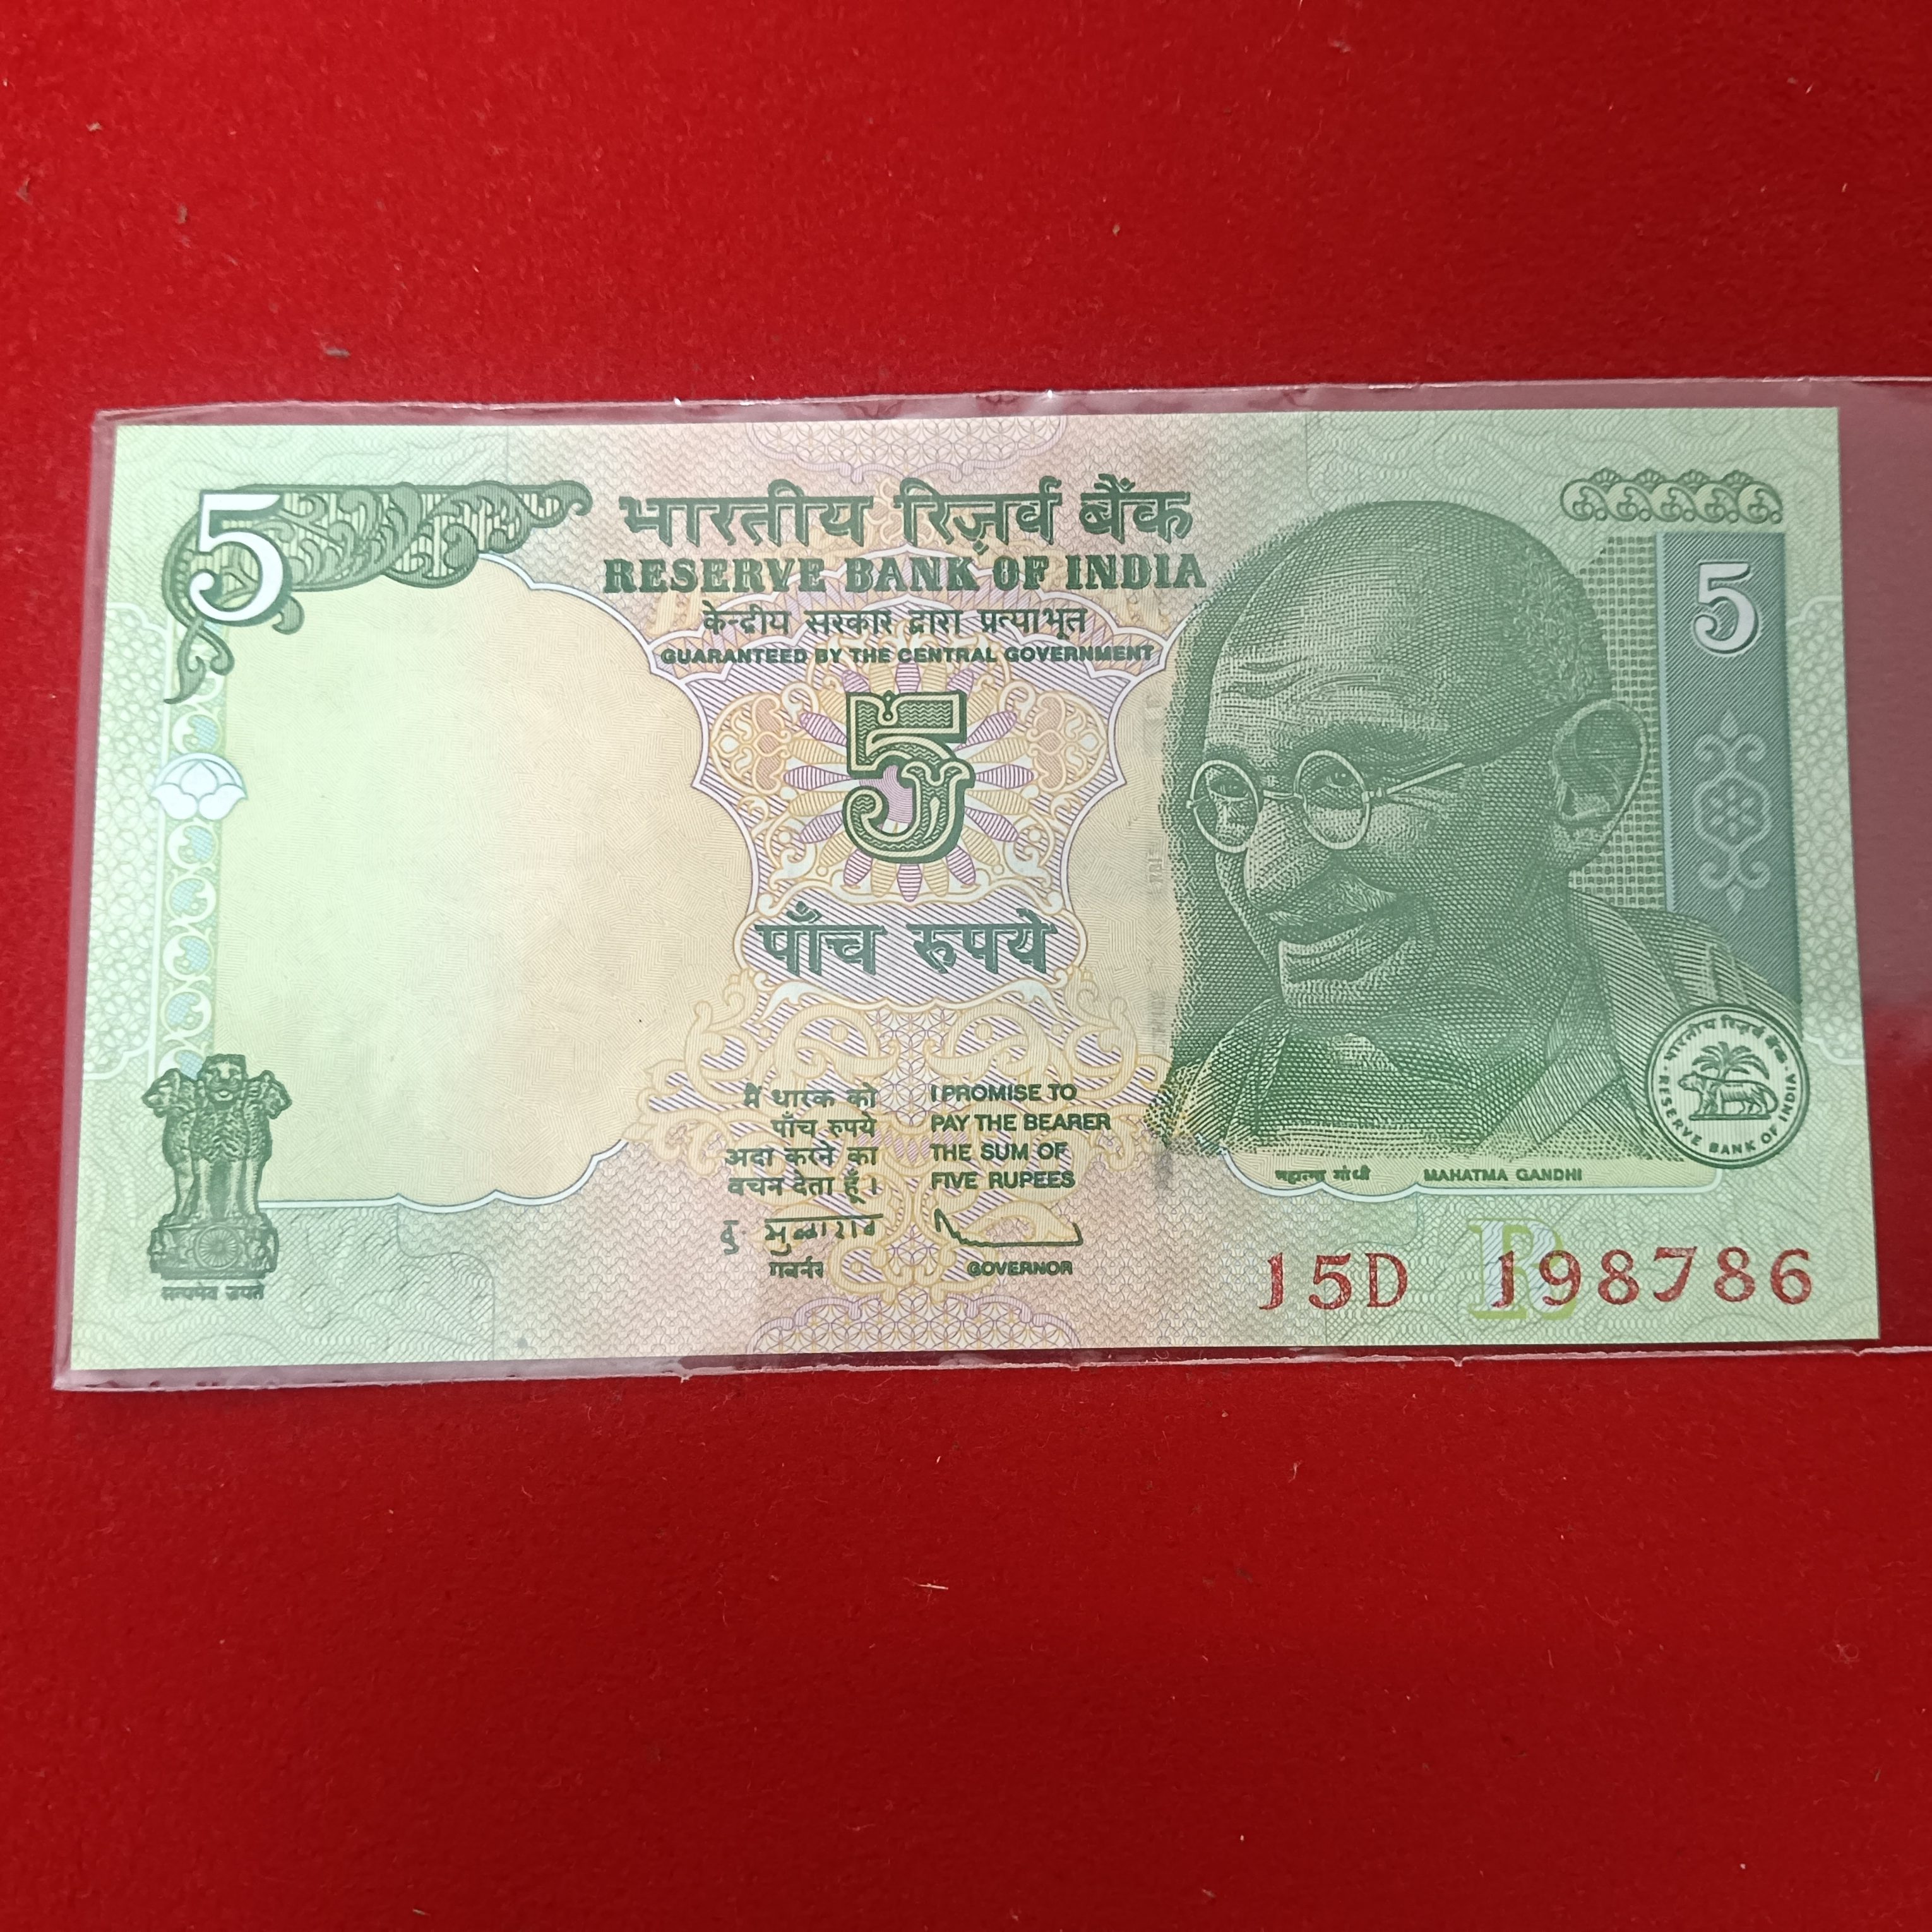 5
भारतीय रिज़र्व बैंक
RESERVE BANK OF INDIA
केन्द्रीय सरकार द्वारा प्रत्याभूत
GUARANTEED BY THE CENTRAL GOVERNMENT
5
5
पाँच रुपये
मैं धारक को
पाँच रुपये
अदा करने का
वचन देता हूँ।
I PROMISE TO
PAY THE BEARER
THE SUM OF
FIVE RUPEES
गवर्नर
GOVERNOR
सत्यमेव जयते
महात्मा गांधी
MAHATMA GANDHI
भारतीय रिज़र्व बैंक
RESERVE BANK OF INDIA
R
15D 198786